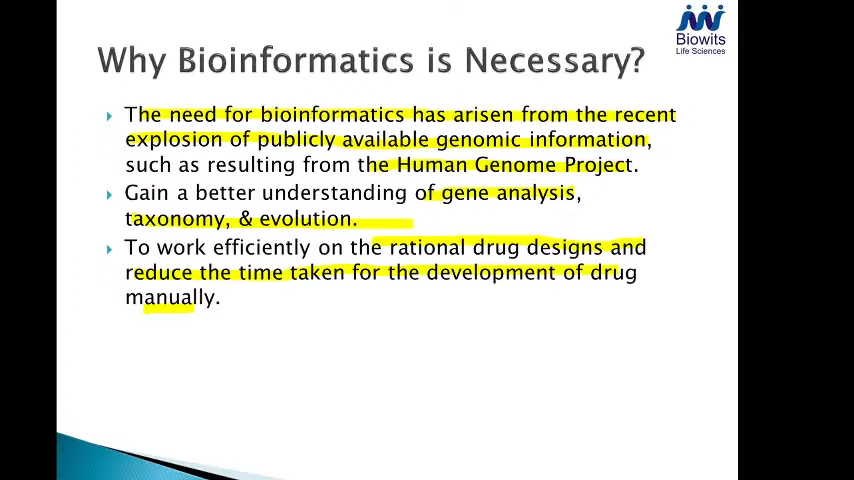 Biowits
Life Sciences
Why Bioinformatics is Necessary?
The need for bioinformatics has arisen from the recent
explosion of publicly available genomic information,
such as resulting from the Human Genome Project.
Gain a better understanding of gene analysis,
taxonomy, & evolution.
To work efficiently on the rational drug designs and
reduce the time taken for the development of drug
manually.